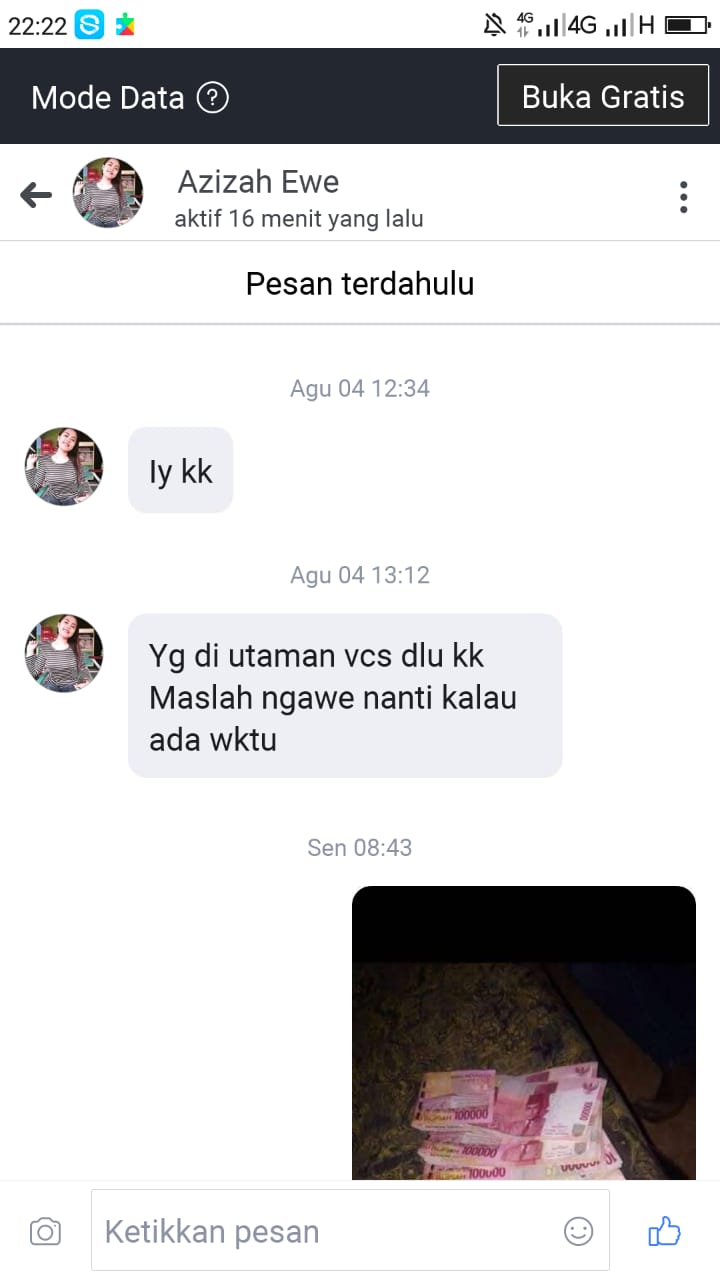 22:22 S 4G 4G H
Mode Data ? Buka Gratis
Azizah Ewe
aktif 16 menit yang lalu
Pesan terdahulu
Agu 04 12:34
Iy kk
Agu 04 13:12
Yg di utaman vcs dlu kk
Maslah ngawe nanti kalau
ada wktu
Sen 08:43
100000
100000
100000
100000
Ketikkan pesan